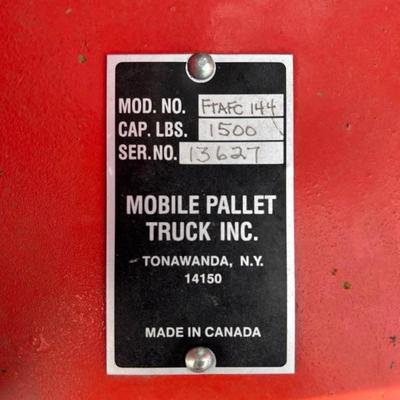 MOD. NO. FTAFC 144
CAP. LBS. 1500
SER.NO. 13627
MOBILE PALLET
TRUCK INC.
TONAWANDA, N.Y.
14150
MADE IN CANADA